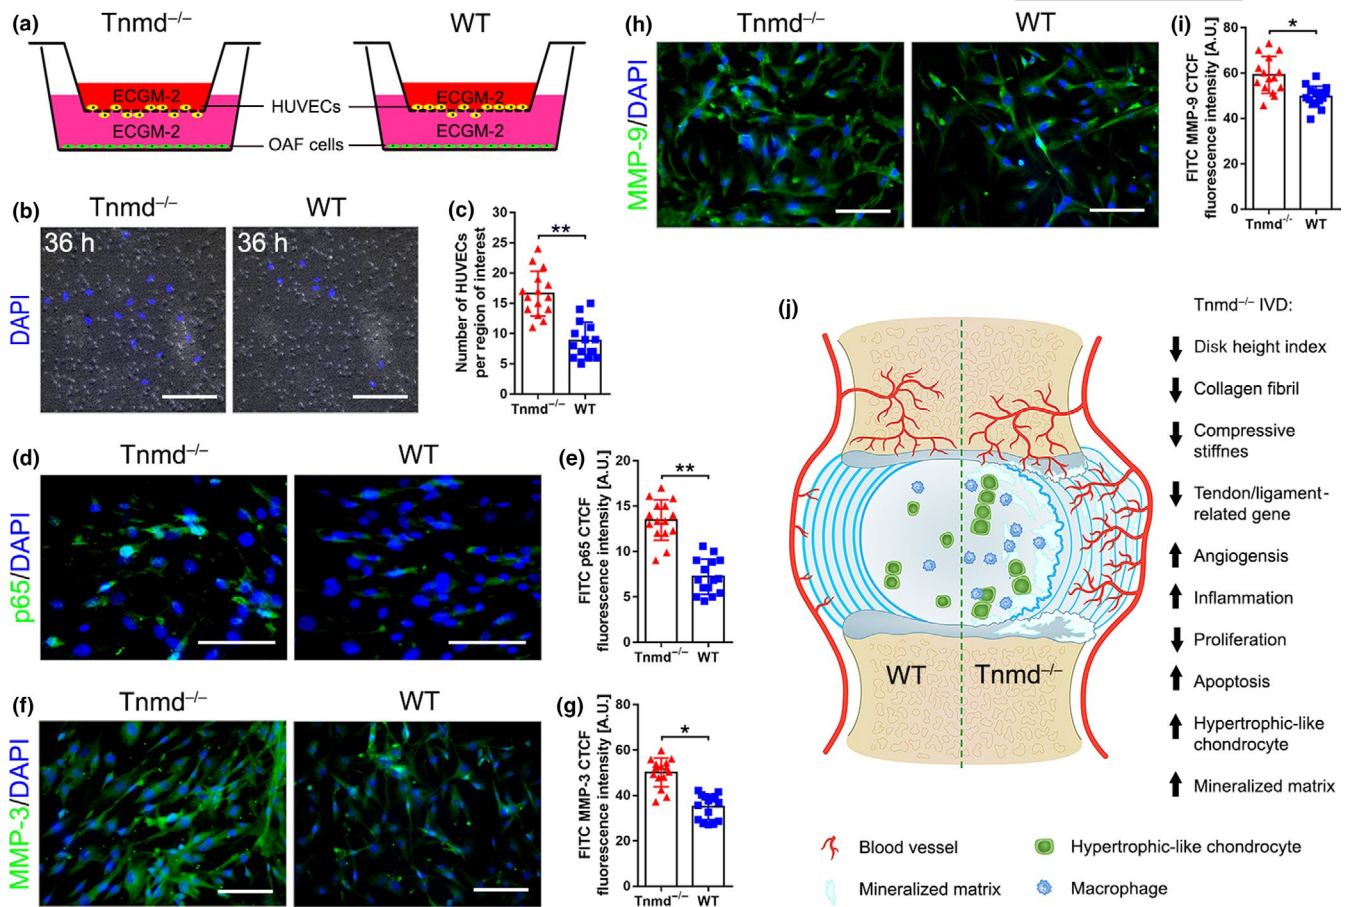 (a)
Tnmd–/–
WT
ECGM-2
ECGM-2
HUVECs
ECGM-2
ECGM-2
OAF cells
(b)
Tnmd–/–
WT
DAPI
36 h
36 h
(c)
Number of HUVECs
per region of interest
30
25
20
15
10
5
0
**
Tnmd–/–
WT
(d)
Tnmd–/–
WT
p65/DAPI
(e)
FITC p65 CTCF
fluorescence intensity [A.U.]
20
15
10
5
0
**
Tnmd–/–
WT
(f)
Tnmd–/–
WT
MMP-3/DAPI
(g)
FITC MMP-3 CTCF
fluorescence intensity [A.U.]
80
60
40
20
0
*
Tnmd–/–
WT
(h)
Tnmd–/–
WT
MMP-9/DAPI
(i)
FITC MMP-9 CTCF
fluorescence intensity [A.U.]
80
60
40
20
0
*
Tnmd–/–
WT
(j)
WT
Tnmd–/–
Tnmd–/– IVD:
Disk height index
Collagen fibril
Compressive
stiffnes
Tendon/ligament-
related gene
Angiogensis
Inflammation
Proliferation
Apoptosis
Hypertrophic-like
chondrocyte
Mineralized matrix
Blood vessel
Hypertrophic-like chondrocyte
Mineralized matrix
Macrophage